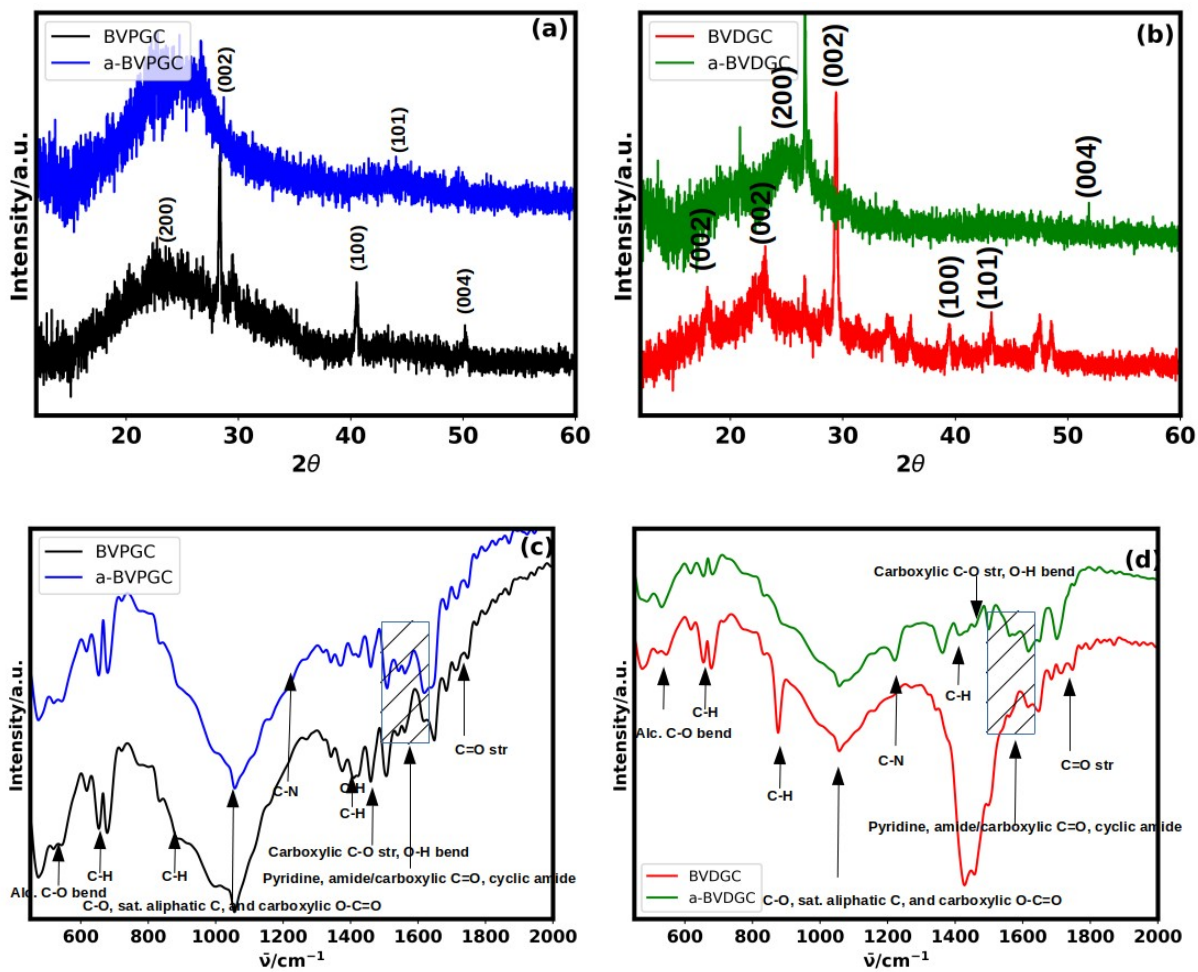 BVPGC
a-BVPGC
(a)
(002)
(101)
(200)
(100)
(004)
Intensity/a.u.
20
30
40
50
60
2θ
BVDGC
a-BVDGC
(b)
(200)
(002)
(004)
(002)
(002)
(100)
(101)
Intensity/a.u.
20
30
40
50
60
2θ
BVPGC
a-BVPGC
(c)
C=O str
C-N
O-H
C-H
Carboxylic C-O str, O-H bend
C-H
C-H
Pyridine, amide/carboxylic C=O, cyclic amide
Alc. C-O bend
C-O, sat. aliphatic C, and carboxylic O-C=O
Intensity/a.u.
600
800
1000
1200
1400
1600
1800
2000
ν̄/cm⁻¹
(d)
Carboxylic C-O str, O-H bend
C-H
C-H
Alc. C-O bend
C-N
C=O str
C-H
Pyridine, amide/carboxylic C=O, cyclic amide
BVDGC
a-BVDGC
C-O, sat. aliphatic C, and carboxylic O-C=O
Intensity/a.u.
600
800
1000
1200
1400
1600
1800
2000
ν̄/cm⁻¹